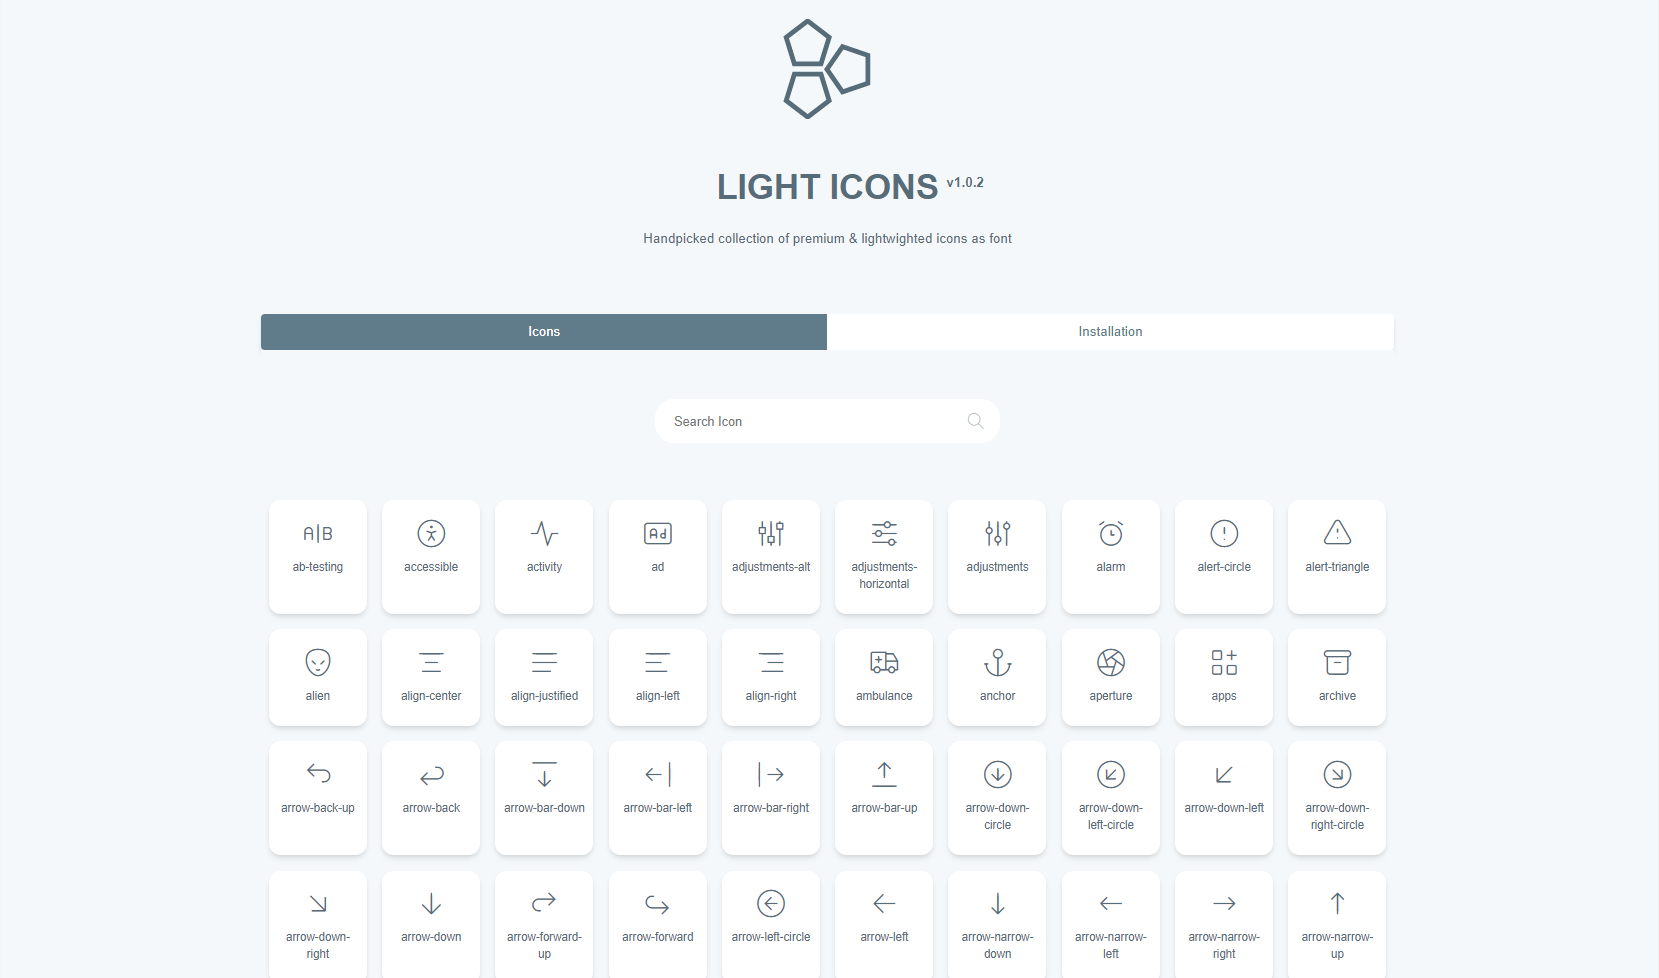 LIGHT ICONS v1.0.2
Handpicked collection of premium & lightwighted icons as font
Icons
Installation
Search Icon
A|B
ab-testing
accessible
activity
Ad
ad
adjustments-alt
adjustments-
horizontal
adjustments
alarm
alert-circle
alert-triangle
alien
align-center
align-justified
align-left
align-right
ambulance
anchor
aperture
apps
archive
arrow-back-up
arrow-back
arrow-bar-down
arrow-bar-left
arrow-bar-right
arrow-bar-up
arrow-down-
circle
arrow-down-
left-circle
arrow-down-left
arrow-down-
right-circle
arrow-down-
right
arrow-down
arrow-forward-
up
arrow-forward
arrow-left-circle
arrow-left
arrow-narrow-
down
arrow-narrow-
left
arrow-narrow-
right
arrow-narrow-
up